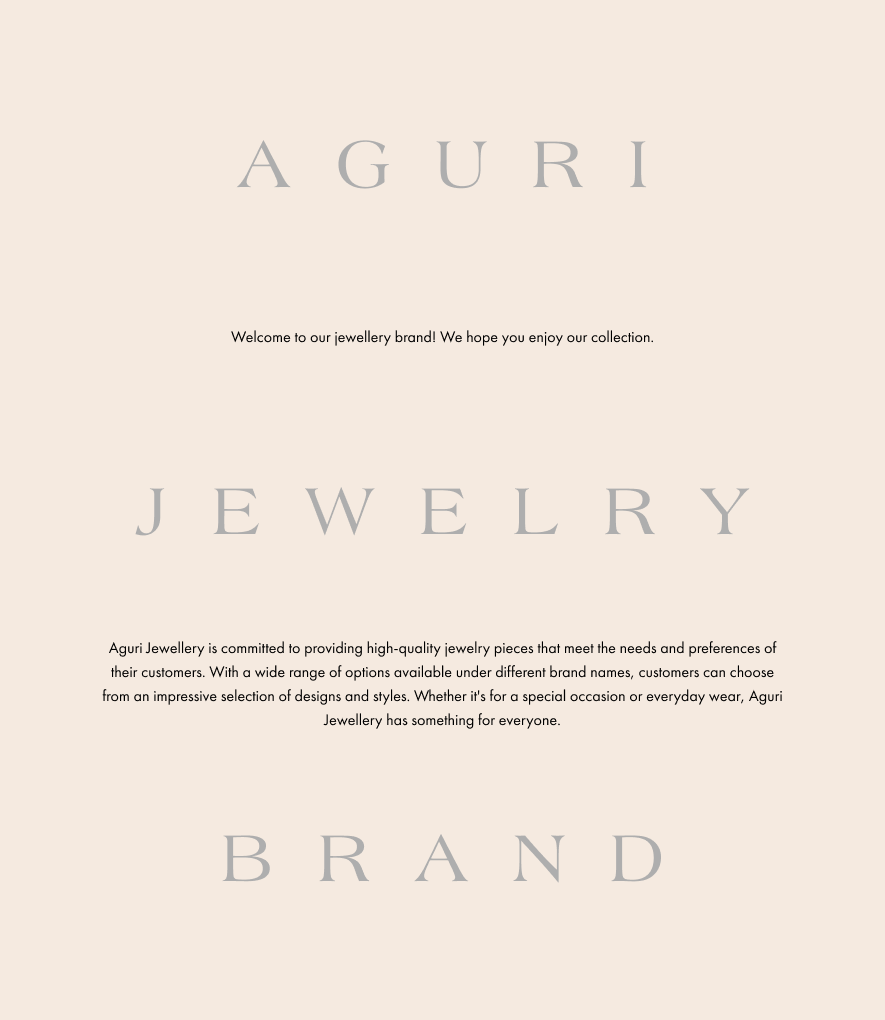 AGURI
Welcome to our jewellery brand! We hope you enjoy our collection.
JEWELRY
Aguri Jewellery is committed to providing high-quality jewelry pieces that meet the needs and preferences of
their customers. With a wide range of options available under different brand names, customers can choose
from an impressive selection of designs and styles. Whether it's for a special occasion or everyday wear, Aguri
Jewellery has something for everyone.
BRAND